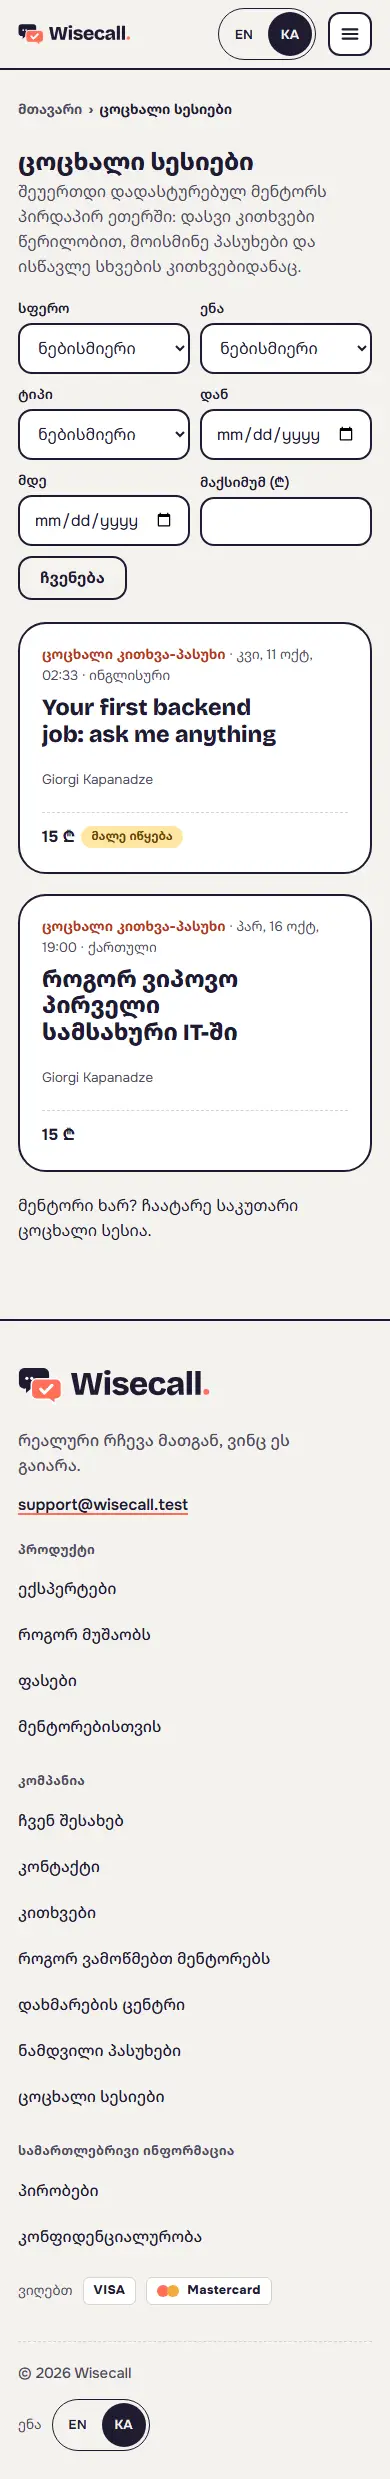 Wisecall.
EN KA
მთავარი › ცოცხალი სესიები
ცოცხალი სესიები
შეუერთდი დადასტურებულ მენტორს
პირდაპირ ეთერში: დასვი კითხვები
წერილობით, მოისმინე პასუხები და
ისწავლე სხვების კითხვებიდანაც.
სფერო ენა
ნებისმიერი ნებისმიერი
ტიპი დან
ნებისმიერი mm/dd/yyyy
მდე მაქსიმუმ (₾)
mm/dd/yyyy
ჩვენება
ცოცხალი კითხვა-პასუხი · კვი, 11 ოქტ,
02:33 · ინგლისური
Your first backend
job: ask me anything
Giorgi Kapanadze
15 ₾ მალე იწყება
ცოცხალი კითხვა-პასუხი · პარ, 16 ოქტ,
19:00 · ქართული
როგორ ვიპოვო
პირველი
სამსახური IT-ში
Giorgi Kapanadze
15 ₾
მენტორი ხარ? ჩაატარე საკუთარი
ცოცხალი სესია.
Wisecall.
რეალური რჩევა მათგან, ვინც ეს
გაიარა.
support@wisecall.test
პროდუქტი
ექსპერტები
როგორ მუშაობს
ფასები
მენტორებისთვის
კომპანია
ჩვენ შესახებ
კონტაქტი
კითხვები
როგორ ვამოწმებთ მენტორებს
დახმარების ცენტრი
ნამდვილი პასუხები
ცოცხალი სესიები
სამართლებრივი ინფორმაცია
პირობები
კონფიდენციალურობა
ვიღებთ VISA Mastercard
© 2026 Wisecall
ენა EN KA